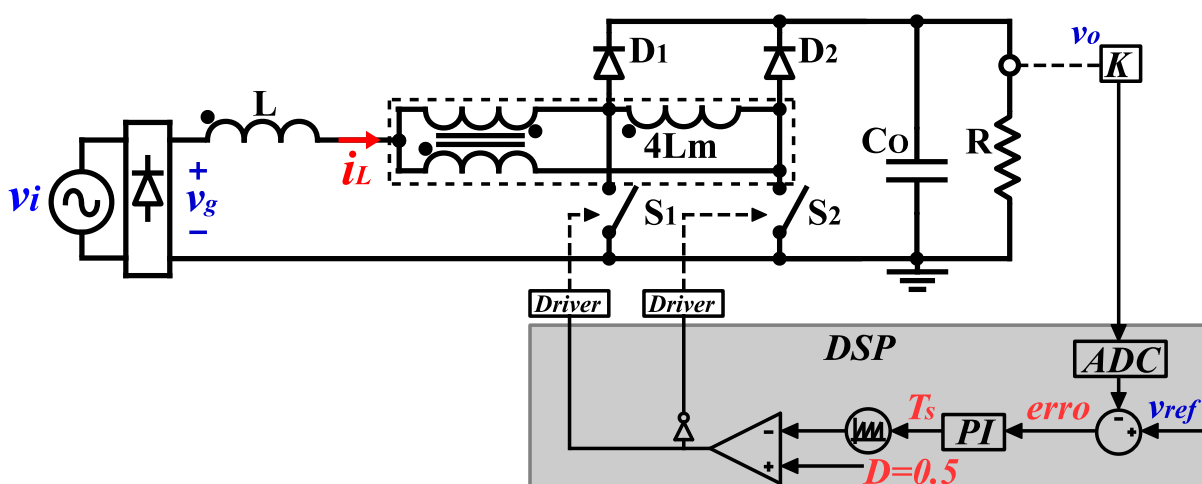 D1
D2
vo
K
L
4Lm
Co
R
iL
vi
+
vg
−
S1
S2
Driver
Driver
DSP
ADC
Ts
erro
vref
PI
-
+
−
+
D=0.5